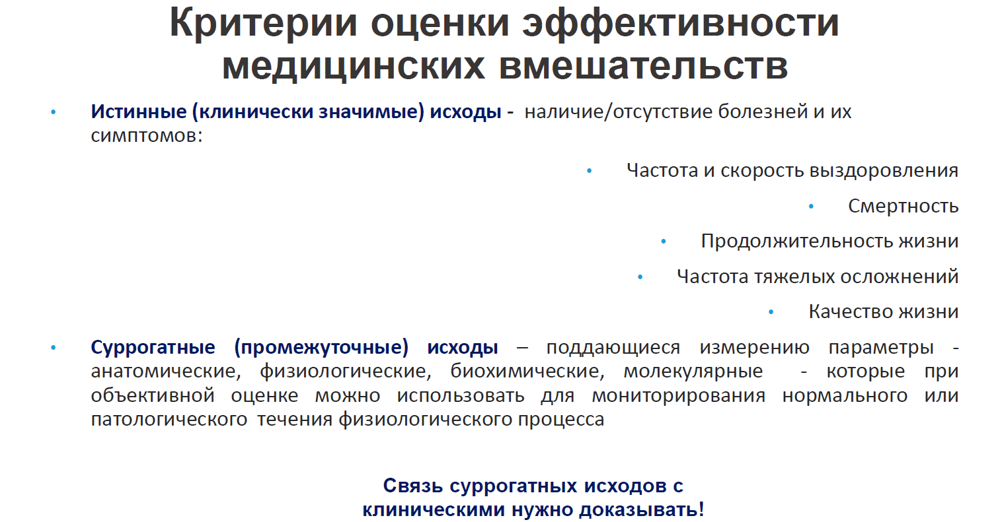 Критерии оценки эффективности
медицинских вмешательств
• Истинные (клинически значимые) исходы - наличие/отсутствие болезней и их
симптомов:
• Частота и скорость выздоровления
• Смертность
• Продолжительность жизни
• Частота тяжелых осложнений
• Качество жизни
• Суррогатные (промежуточные) исходы – поддающиеся измерению параметры -
анатомические, физиологические, биохимические, молекулярные - которые при
объективной оценке можно использовать для мониторирования нормального или
патологического течения физиологического процесса
Связь суррогатных исходов с
клиническими нужно доказывать!